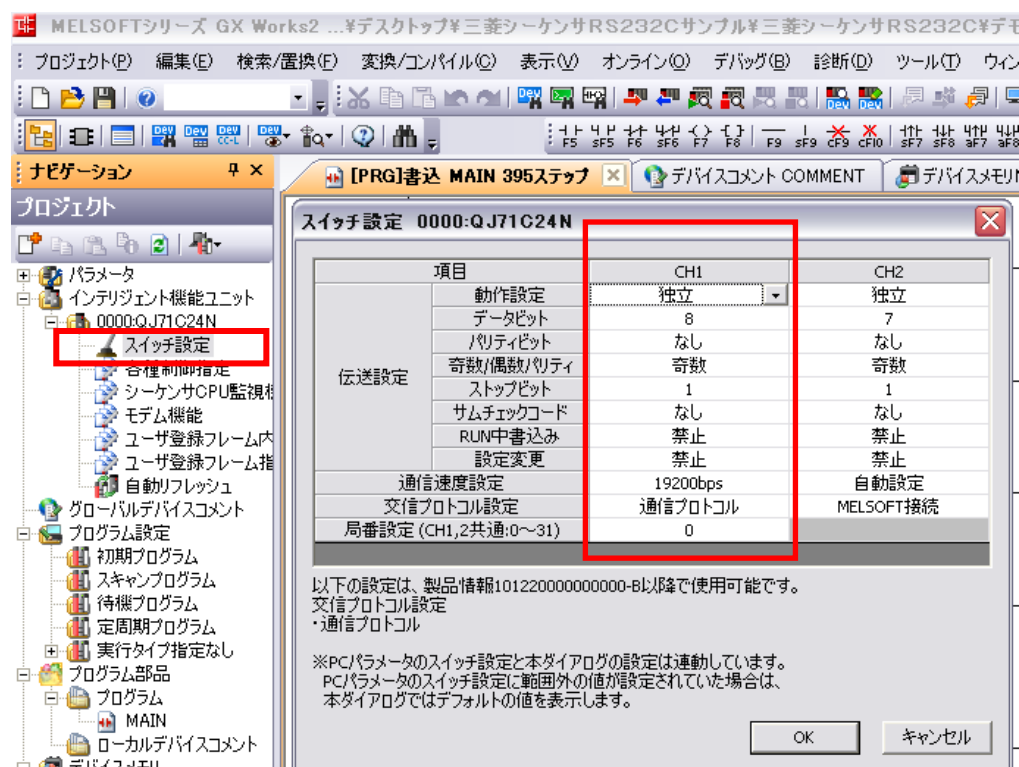 MELSOFTシリーズ GX Works2 ...¥デスクトップ¥三菱シーケンサRS232Cサンプル¥三菱シーケンサRS232C¥デモ
プロジェクト(P) 編集(E) 検索/置換(F) 変換/コンパイル(C) 表示(V) オンライン(O) デバッグ(B) 診断(D) ツール(T) ウィン
F5 sF5 F6 sF6 F7 F8 F9 sF9 cF9 cF10 sF7 sF8 aF7 aF8
ナビゲーション
[PRG]書込 MAIN 395ステップ
デバイスコメント COMMENT
デバイスメモリM
プロジェクト
パラメータ
インテリジェント機能ユニット
0000:QJ71C24N
スイッチ設定
各種制御指定
シーケンサCPU監視機
モデム機能
ユーザ登録フレーム内
ユーザ登録フレーム指
自動リフレッシュ
グローバルデバイスコメント
プログラム設定
初期プログラム
スキャンプログラム
待機プログラム
定周期プログラム
実行タイプ指定なし
プログラム部品
プログラム
MAIN
ローカルデバイスコメント
デバイスメモリ
スイッチ設定 0000:QJ71C24N
項目 CH1 CH2
伝送設定
動作設定 独立 独立
データビット 8 7
パリティビット なし なし
奇数/偶数パリティ 奇数 奇数
ストップビット 1 1
サムチェックコード なし なし
RUN中書込み 禁止 禁止
設定変更 禁止 禁止
通信速度設定 19200bps 自動設定
交信プロトコル設定 通信プロトコル MELSOFT接続
局番設定(CH1,2共通:0～31) 0
以下の設定は、製品情報101220000000000-B以降で使用可能です。
交信プロトコル設定
・通信プロトコル
※PCパラメータのスイッチ設定と本ダイアログの設定は連動しています。
PCパラメータのスイッチ設定に範囲外の値が設定されていた場合は、
本ダイアログではデフォルトの値を表示します。
OK キャンセル